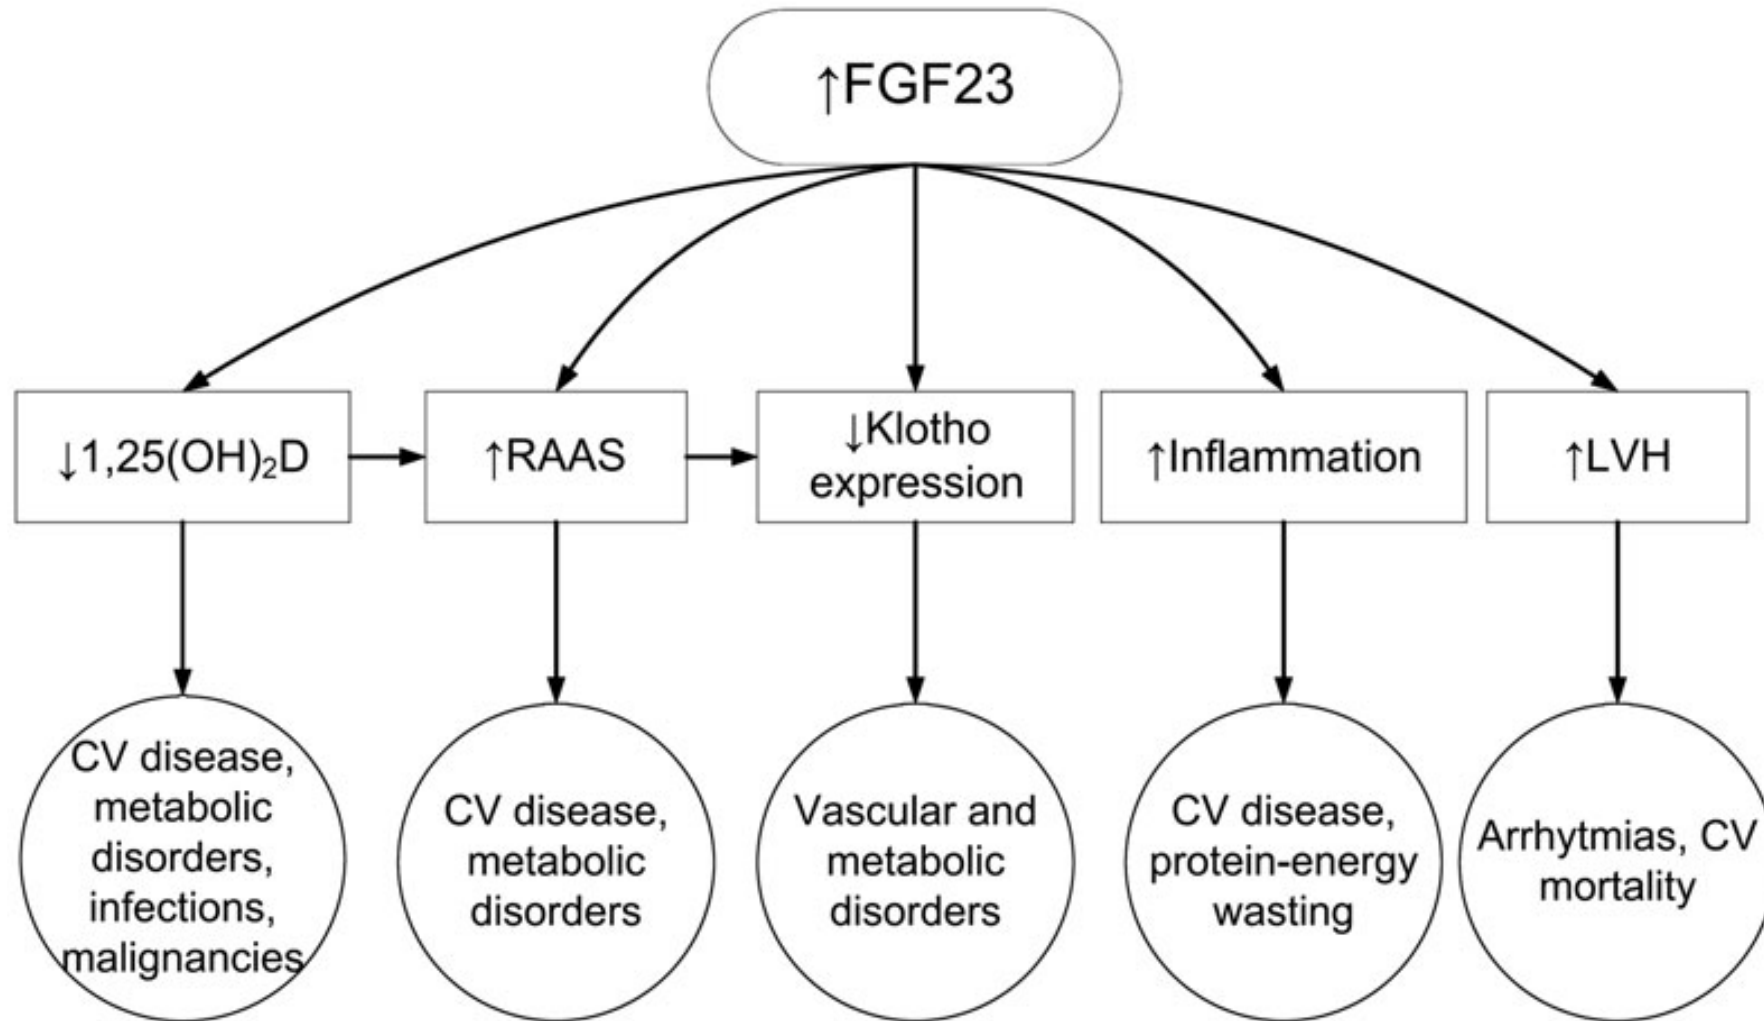 ↑FGF23
↓1,25(OH)₂D
↑RAAS
↓Klotho
expression
↑Inflammation
↑LVH
CV disease,
metabolic
disorders,
infections,
malignancies
CV disease,
metabolic
disorders
Vascular and
metabolic
disorders
CV disease,
protein-energy
wasting
Arrhytmias, CV
mortality